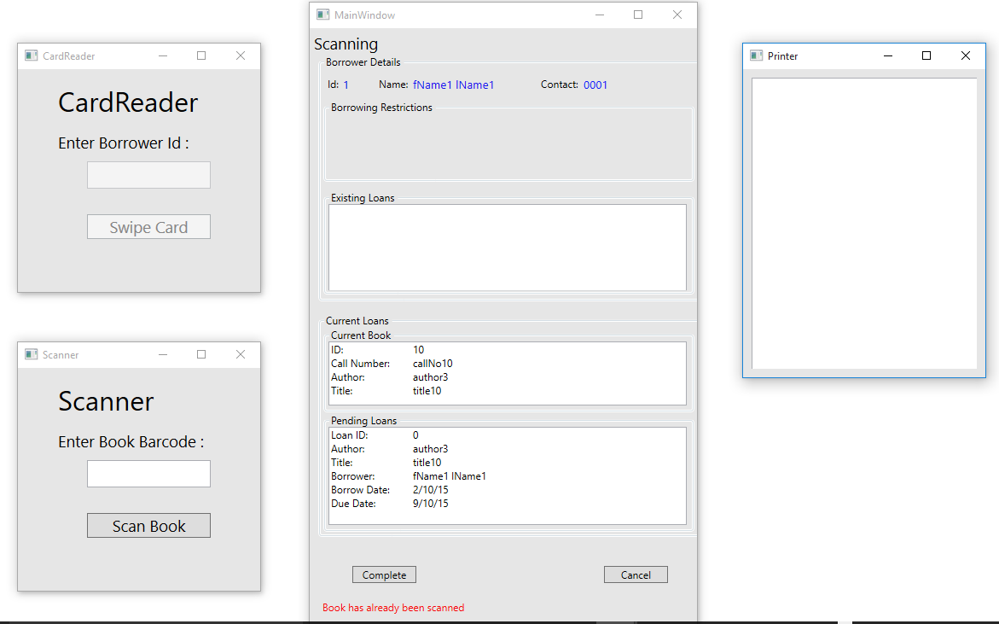 CardReader
CardReader
Enter Borrower Id :
Swipe Card
Scanner
Scanner
Enter Book Barcode :
Scan Book
MainWindow
Scanning
Borrower Details
Id: 1 Name: fName1 lName1 Contact: 0001
Borrowing Restrictions
Existing Loans
Current Loans
Current Book
ID: 10
Call Number: callNo10
Author: author3
Title: title10
Pending Loans
Loan ID: 0
Author: author3
Title: title10
Borrower: fName1 lName1
Borrow Date: 2/10/15
Due Date: 9/10/15
Complete Cancel
Book has already been scanned
Printer